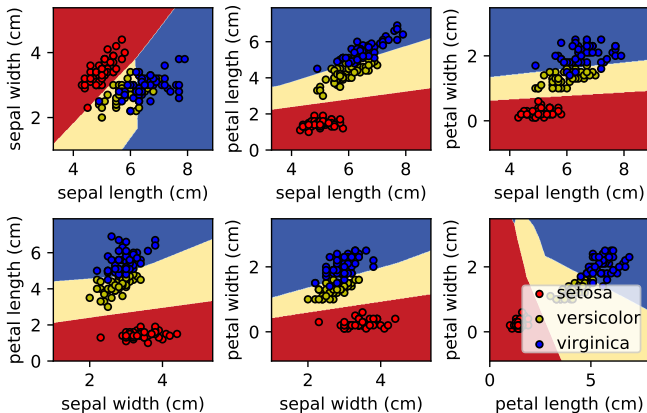 sepal width (cm)
4
2
4
6
8
sepal length (cm)
petal length (cm)
6
4
2
0
4
6
8
sepal length (cm)
petal width (cm)
2
0
4
6
8
sepal length (cm)
petal length (cm)
6
4
2
0
2
4
sepal width (cm)
petal width (cm)
2
0
2
4
sepal width (cm)
petal width (cm)
2
0
0
5
petal length (cm)
setosa
versicolor
virginica